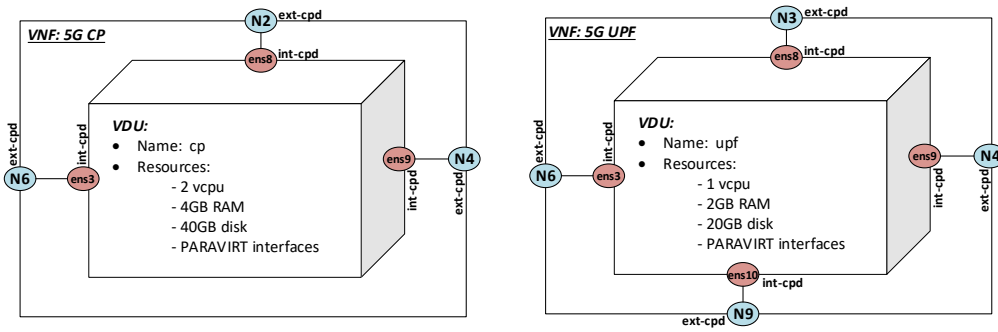 VNF: 5G CP
N2
ext-cpd
ens8
int-cpd
VDU:
• Name: cp
• Resources:
- 2 vcpu
- 4GB RAM
- 40GB disk
- PARAVIRT interfaces
ext-cpd
N6
int-cpd
ens3
ens9
int-cpd
N4
ext-cpd
VNF: 5G UPF
N3
ext-cpd
ens8
int-cpd
VDU:
• Name: upf
• Resources:
- 1 vcpu
- 2GB RAM
- 20GB disk
- PARAVIRT interfaces
ext-cpd
N6
int-cpd
ens3
ens9
int-cpd
N4
ext-cpd
ens10
int-cpd
N9
ext-cpd